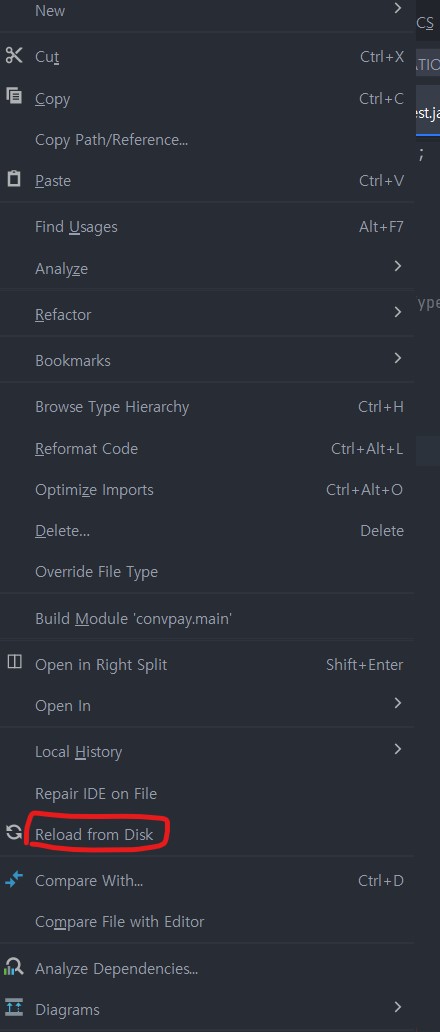 New
CS
Cut Ctrl+X
ATIO
Copy Ctrl+C
est.ja
Copy Path/Reference...
;
Paste Ctrl+V
Find Usages Alt+F7
Analyze
ype
Refactor
Bookmarks
Browse Type Hierarchy Ctrl+H
Reformat Code Ctrl+Alt+L
Optimize Imports Ctrl+Alt+O
Delete... Delete
Override File Type
Build Module 'convpay.main'
Open in Right Split Shift+Enter
Open In
Local History
Repair IDE on File
Reload from Disk
Compare With... Ctrl+D
Compare File with Editor
Analyze Dependencies...
Diagrams